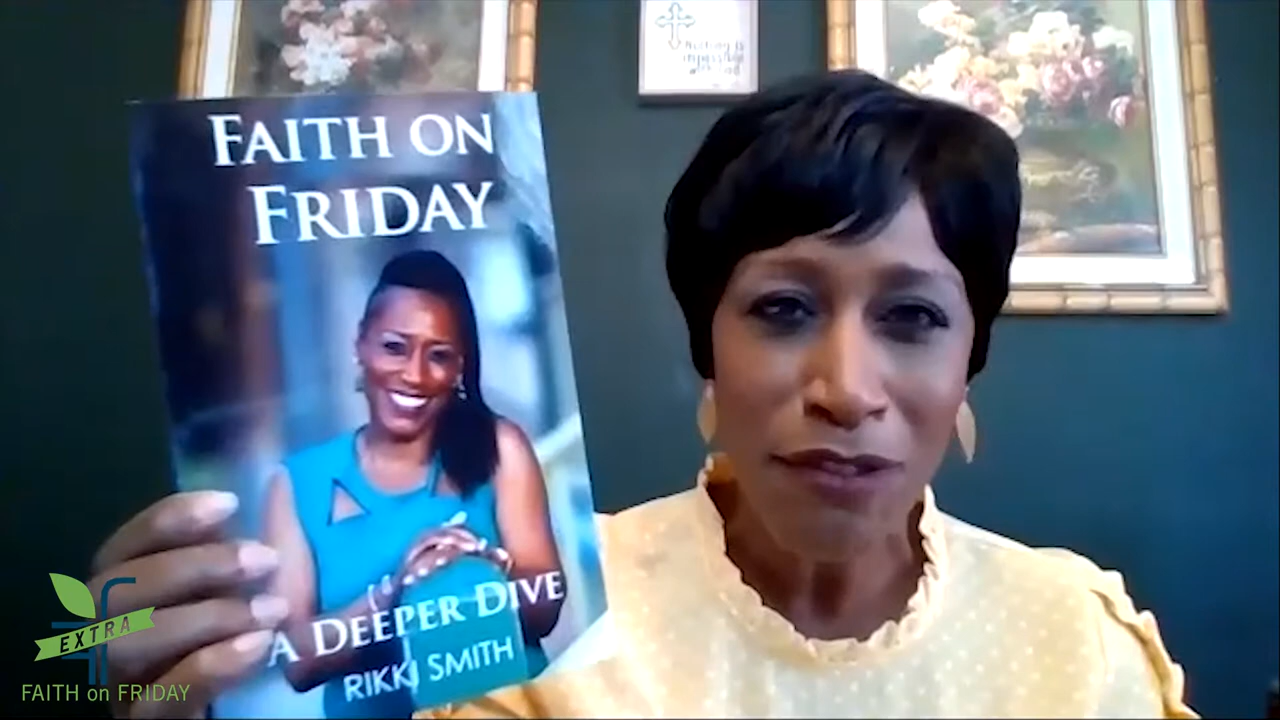 FAITH ON
FRIDAY
A DEEPER DIVE
RIKKI SMITH
EXTRA
FAITH on FRIDAY